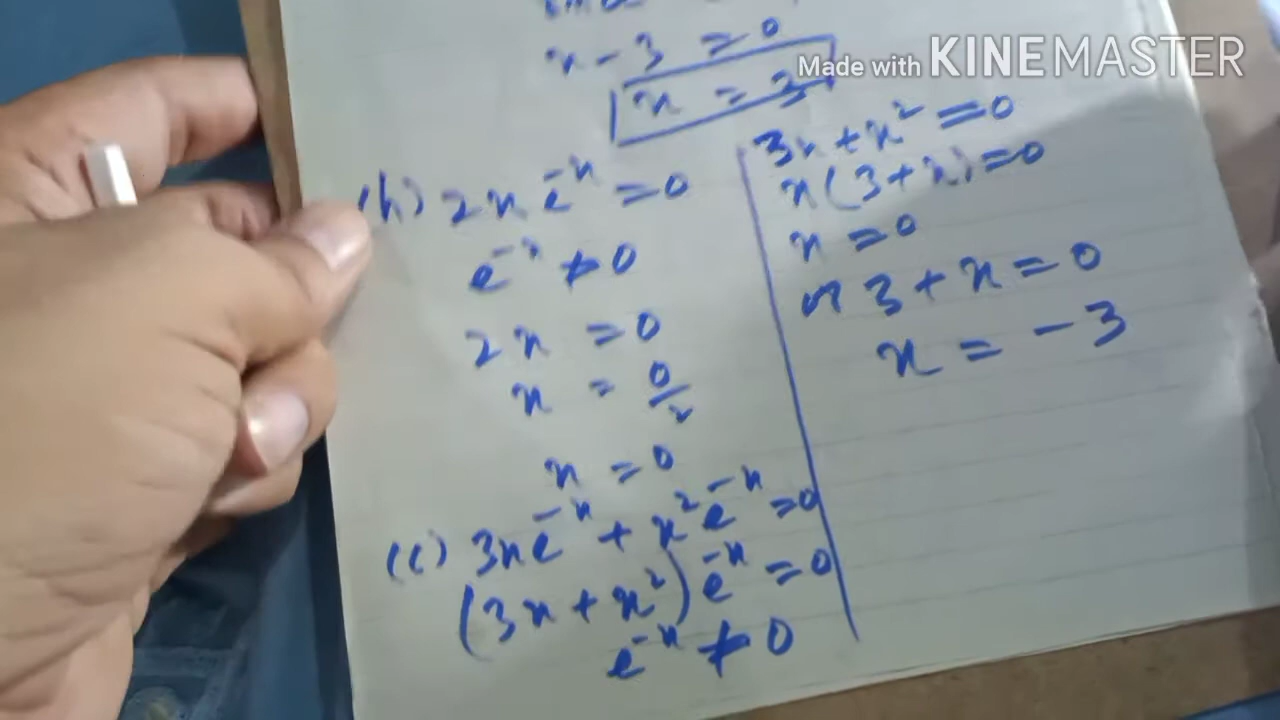 x - 3 = 0
x = 3
Made with KINEMASTER
(b) 2xe^-x = 0
e^-x ≠ 0
2x = 0
x = 0/2
x = 0
(c) 3xe^-x + x²e^-x = 0
(3x + x²)e^-x = 0
e^-x ≠ 0
3x + x² = 0
x(3 + x) = 0
x = 0
or 3 + x = 0
x = -3